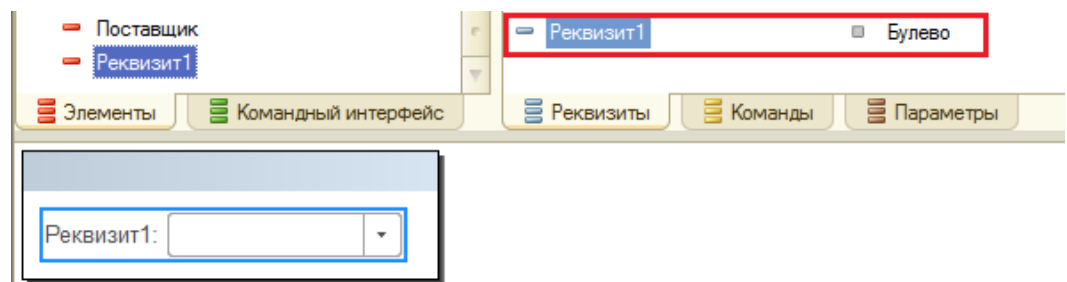 Поставщик
Реквизит1
Реквизит1 Булево
Элементы Командный интерфейс
Реквизиты Команды Параметры
Реквизит1: